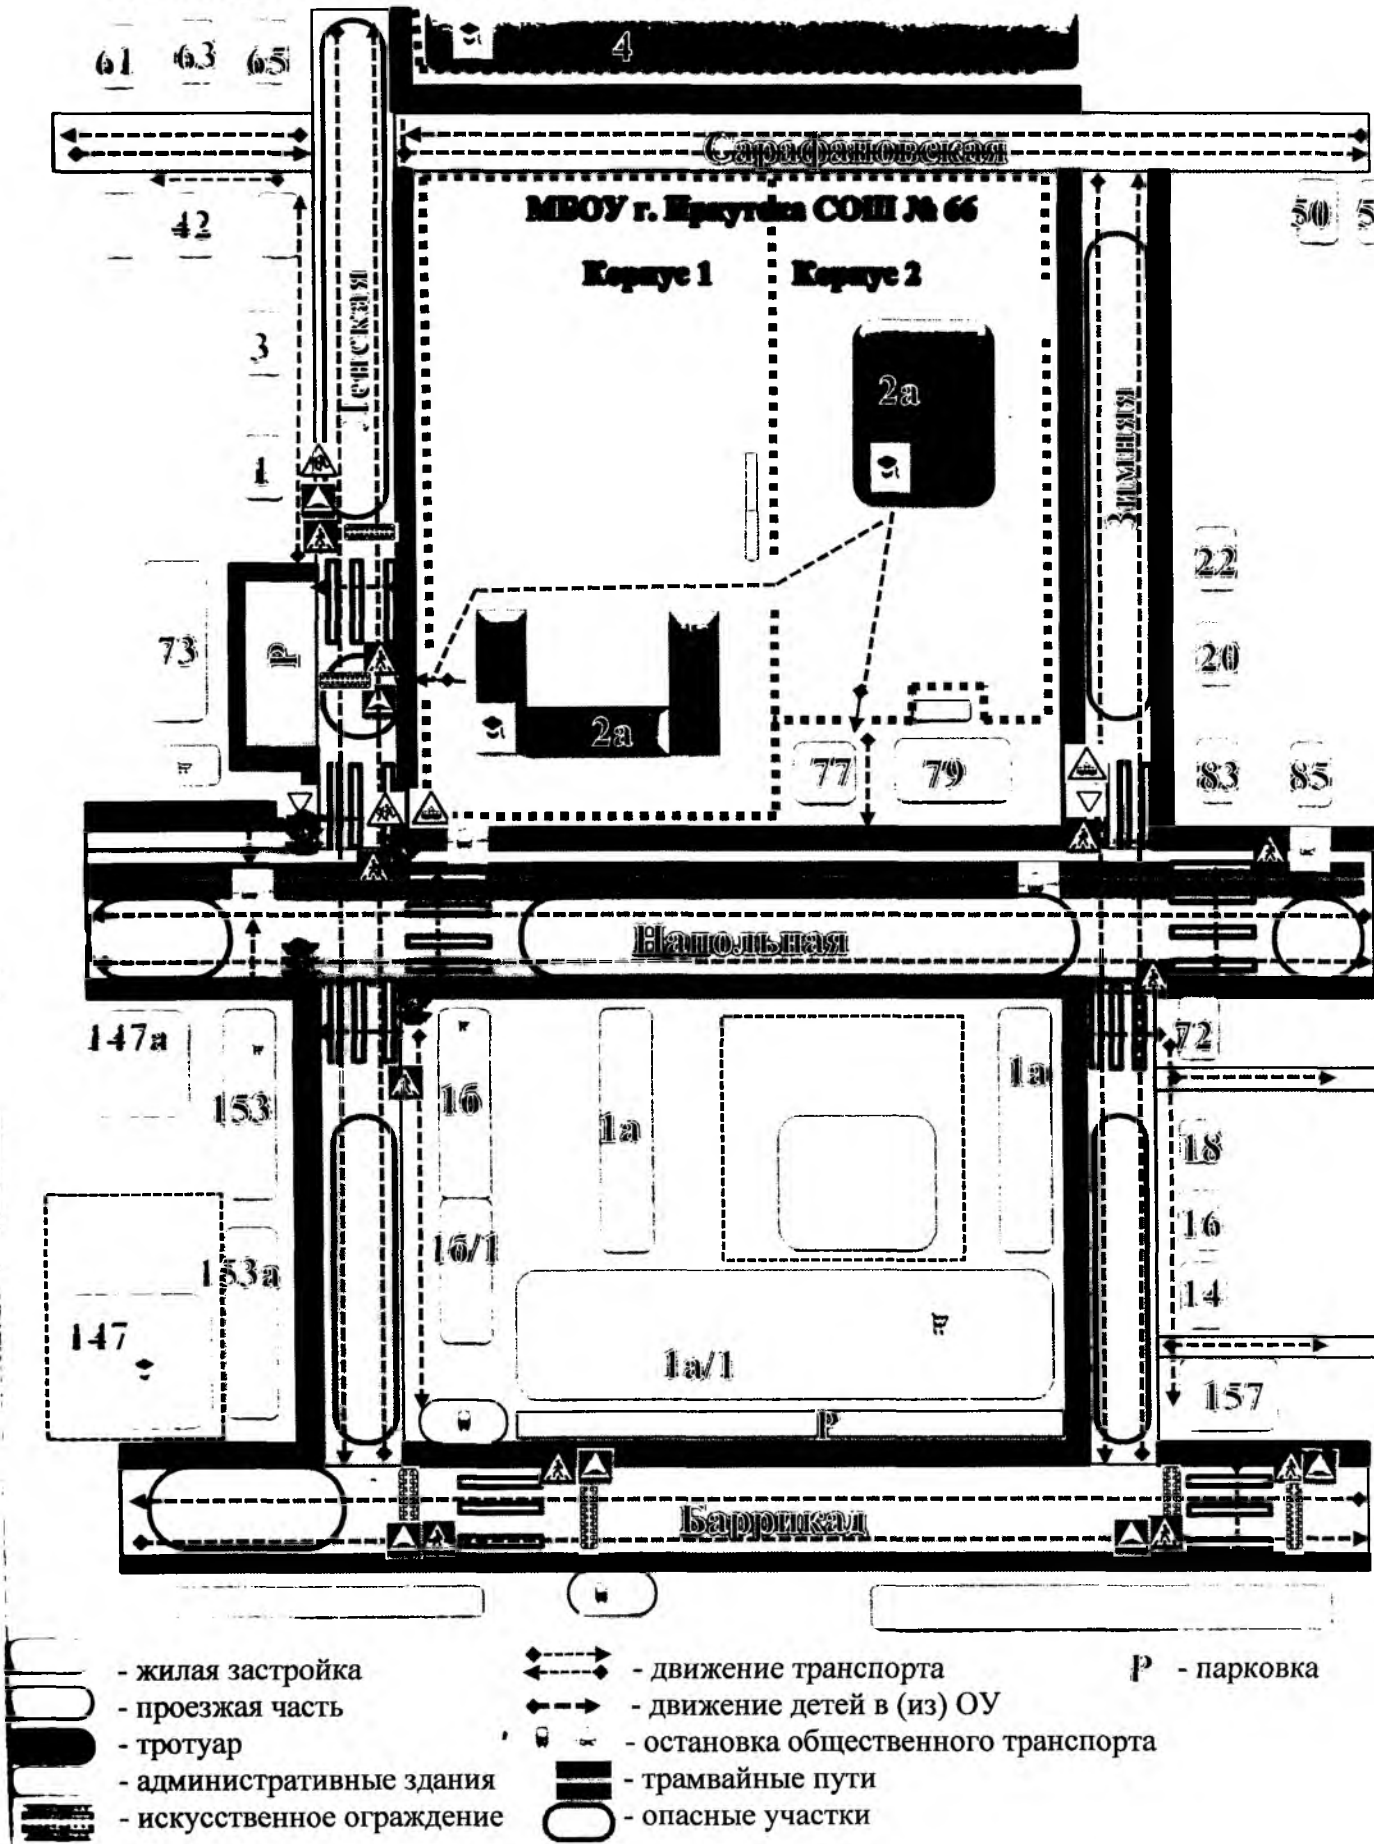 61 63 65
4
Сарафановская
42
МБОУ г. Иркутска СОШ № 66
50
Корпус 1 Корпус 2
Ленская
3
2а
Зимняя
1
22
73
Р
20
2а
77
79
83
85
Напольная
147а
153
16
1а
1а
72
18
153а
16/1
16
14
147
1а/1
157
Р
Баррикад
- жилая застройка
- движение транспорта
Р - парковка
- проезжая часть
- движение детей в (из) ОУ
- тротуар
- остановка общественного транспорта
- административные здания
- трамвайные пути
- искусственное ограждение
- опасные участки